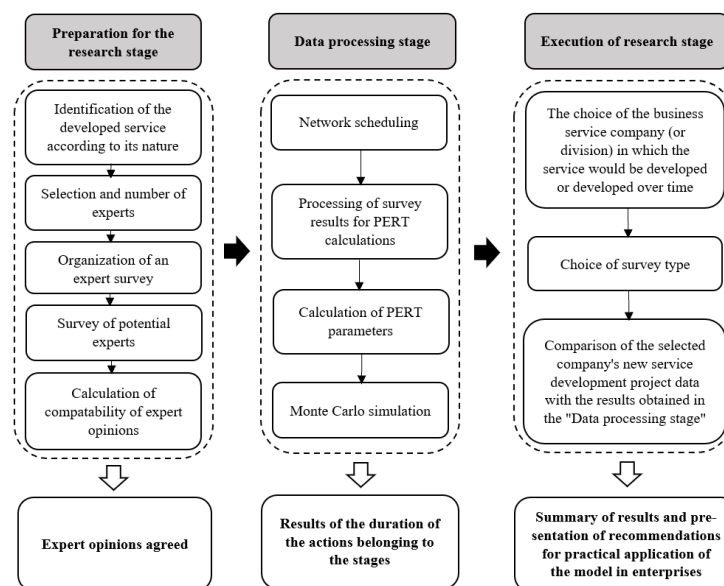 Preparation for the
research stage
Identification of the
developed service
according to its nature
Selection and number of
experts
Organization of an
expert survey
Survey of potential
experts
Calculation of
compatability of expert
opinions
Expert opinions agreed
Data processing stage
Network scheduling
Processing of survey
results for PERT
calculations
Calculation of PERT
parameters
Monte Carlo simulation
Results of the duration of
the actions belonging to
the stages
Execution of research stage
The choice of the business
service company (or
division) in which the
service would be developed
or developed over time
Choice of survey type
Comparison of the selected
company's new service
development project data
with the results obtained in
the "Data processing stage"
Summary of results and pre-
sentation of recommendations
for practical application of
the model in enterprises